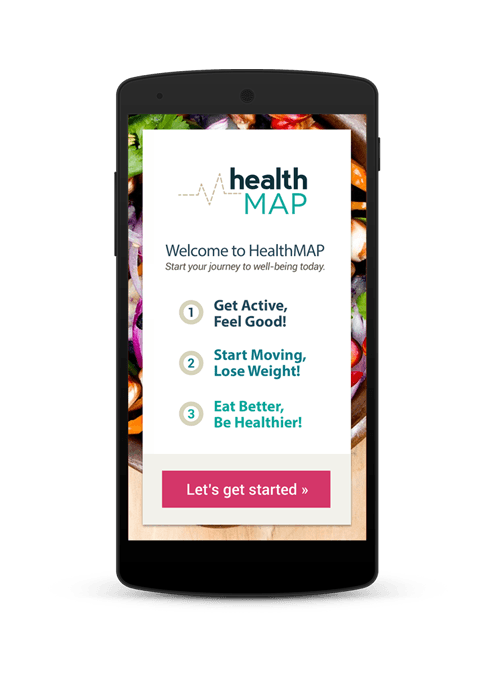 health
MAP
Welcome to HealthMAP
Start your journey to well-being today.
1
Get Active,
Feel Good!
2
Start Moving,
Lose Weight!
3
Eat Better,
Be Healthier!
Let's get started »